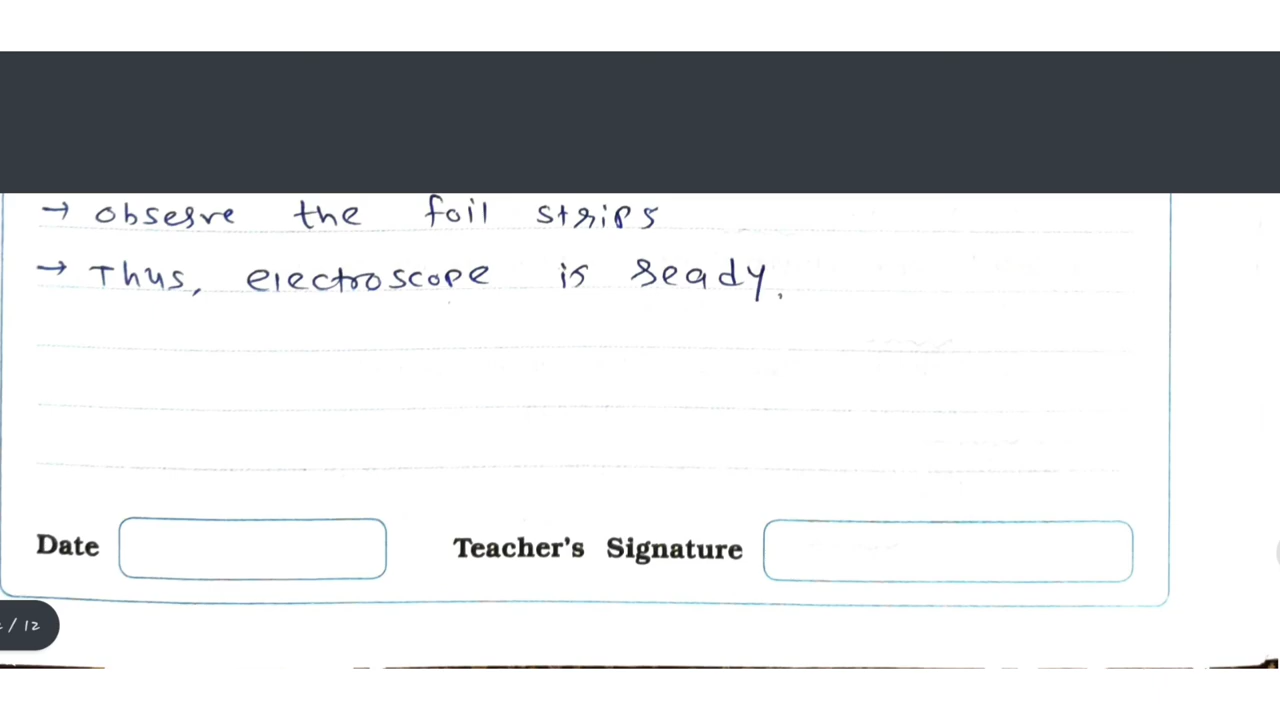 → observe the foil strips
→ Thus, electroscope is ready.
Date
Teacher's Signature
/ 12